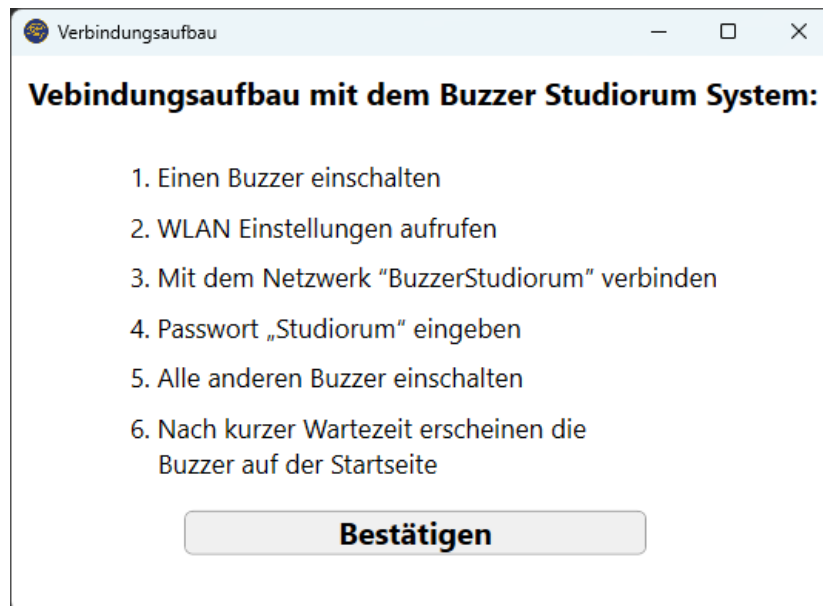 Verbindungsaufbau
Vebindungsaufbau mit dem Buzzer Studiorum System:
1. Einen Buzzer einschalten
2. WLAN Einstellungen aufrufen
3. Mit dem Netzwerk “BuzzerStudiorum” verbinden
4. Passwort „Studiorum“ eingeben
5. Alle anderen Buzzer einschalten
6. Nach kurzer Wartezeit erscheinen die
Buzzer auf der Startseite
Bestätigen